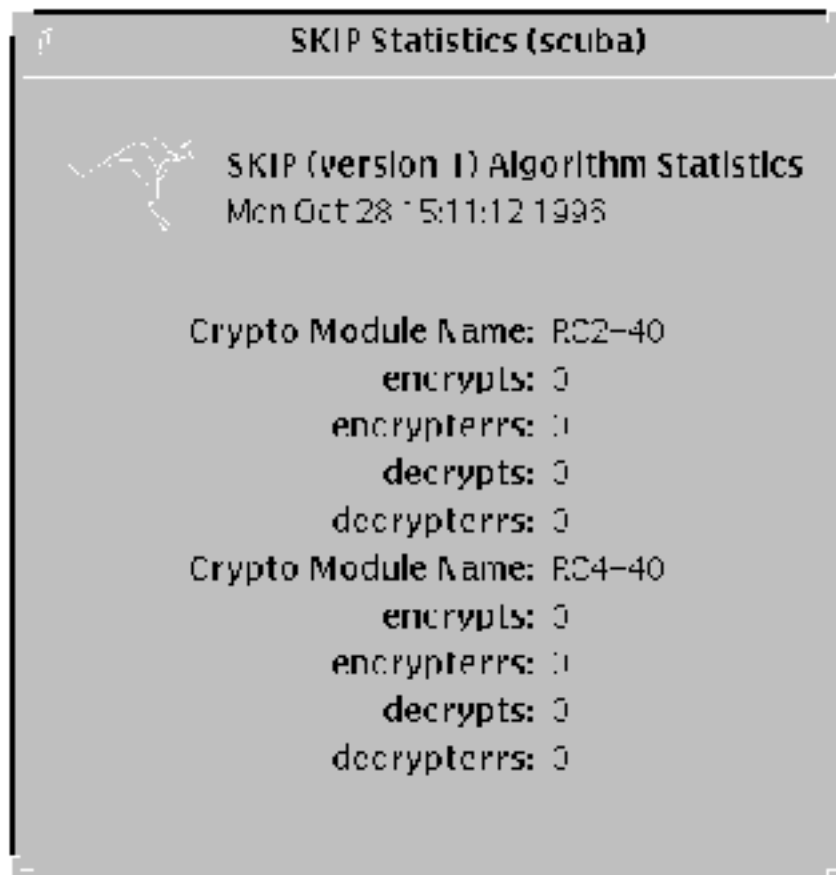 SKIP Statistics (scuba)
SKIP (version 1) Algorithm Statistics
Mon Oct 28 15:11:12 1996
Crypto Module Name: RC2-40
encrypts: 0
encrypterrs: 0
decrypts: 0
decrypterrs: 0
Crypto Module Name: RC4-40
encrypts: 0
encrypterrs: 0
decrypts: 0
decrypterrs: 0